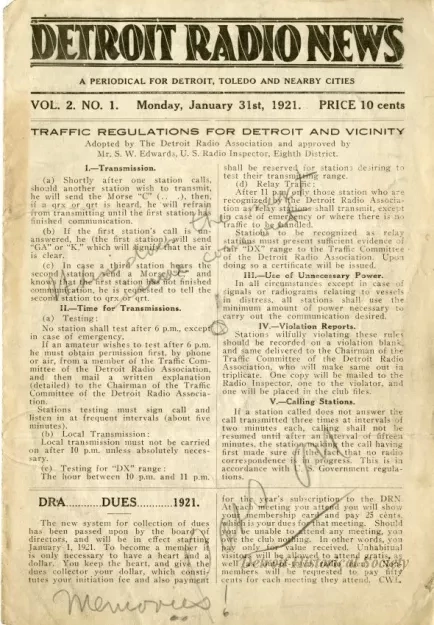 DETROIT RADIO NEWS
A PERIODICAL FOR DETROIT, TOLEDO AND NEARBY CITIES
VOL. 2. NO. 1. Monday, January 31st, 1921. PRICE 10 cents
TRAFFIC REGULATIONS FOR DETROIT AND VICINITY
Adopted by The Detroit Radio Association and approved by
Mr. S. W. Edwards, U. S. Radio Inspector, Eighth District.
I.—Transmission.
(a) Shortly after one station calls,
should another station wish to transmit,
he will send the Morse "C" (.. .), then,
if a qrx or qrt is heard, he will refrain
from transmitting until the first station has
finished communication.
(b) If the first station's call is un-
answered, he (the first station) will send
"GA" or "K," which will signify that the air
is clear.
(c) In case a third station hears the
second station send a Morse "C" and
knows the first station has not finished
communication, he is requested to tell the
second station to qrx or qrt.
II.—Time for Transmissions.
(a) Testing:
No station shall test after 6 p.m., except
in case of emergency.
If an amateur wishes to test after 6 p.m.
he must obtain permission first, by phone
or air, from a member of the Traffic Com-
mittee of the Detroit Radio Association,
and then mail a written explanation
(detailed) to the Chairman of the Traffic
Committee of the Detroit Radio Associa-
tion.
Stations testing must sign call and
listen in at frequent intervals (about five
minutes).
(b) Local Transmission:
Local transmission must not be carried
on after 10 p.m. unless absolutely neces-
sary.
(c) Testing for "DX" range:
The hour between 10 p.m. and 11 p.m.
shall be reserved for stations desiring to
test their transmitting range.
(d) Relay Traffic:
After 11 p.m. only those stations who are
recognized by the Detroit Radio Associa-
tion as relay stations shall transmit, except
in case of emergency or where there is no
Traffic to be handled.
Stations to be recognized as relay
stations must present sufficient evidence of
fair "DX" range to the Traffic Committee
of the Detroit Radio Association. Upon
doing so a certificate will be issued.
III.—Use of Unnecessary Power.
In all circumstances except in case of
signals or radiograms relating to vessels
in distress, all stations shall use the
minimum amount of power necessary to
carry out the communication desired.
IV.—Violation Reports.
Stations wilfully violating these rules
should be recorded on a violation blank,
and same delivered to the Chairman of the
Traffic Committee of the Detroit Radio
Association, who will make same out in
triplicate. One copy will be mailed to the
Radio Inspector, one to the violator, and
one will be placed in the club files.
V.—Calling Stations.
If a station called does not answer the
call transmitted three times at intervals of
two minutes each, calling shall not be
resumed until after an interval of fifteen
minutes, the station making the call having
first made sure of the fact that no radio
correspondence is in progress. This is in
accordance with U. S. government regula-
tions.
DRA........DUES..........1921.
The new system for collection of dues
has been passed upon by the board of
directors, and will be in effect starting
January 1, 1921. To become a member it
is only necessary to have a heart and a
dollar. You keep the heart, and give the
dues collector your dollar, which consti-
tutes your initiation fee and also payment
for the year's subscription to the DRN.
At each meeting you attend you will show
your membership card and pay 25 cents,
which is your dues for that meeting. Should
you be unable to attend any meeting, you
owe the club nothing. In other words, you
pay only for value received. Unhabitual
visitors will be allowed to attend gratis, as
cents for each meeting they attend. CWL.
Detroit Historical Society
Memories!